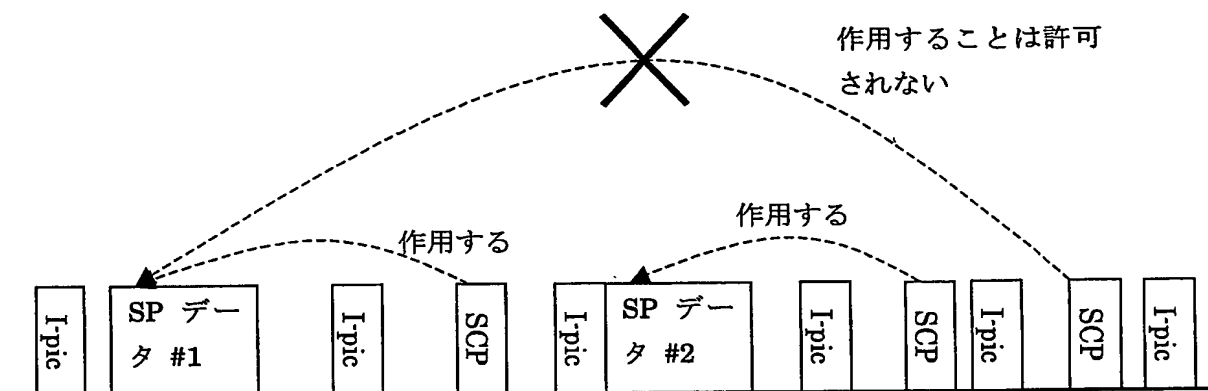 作用することは許可
されない
作用する
作用する
I-pic
SP データ #1
I-pic
SCP
I-pic
SP データ #2
I-pic
SCP
I-pic
SCP
I-pic